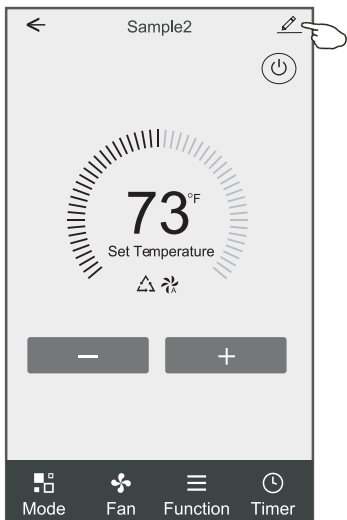 Sample2
73°F
Set Temperature
A
− +
Mode Fan Function Timer